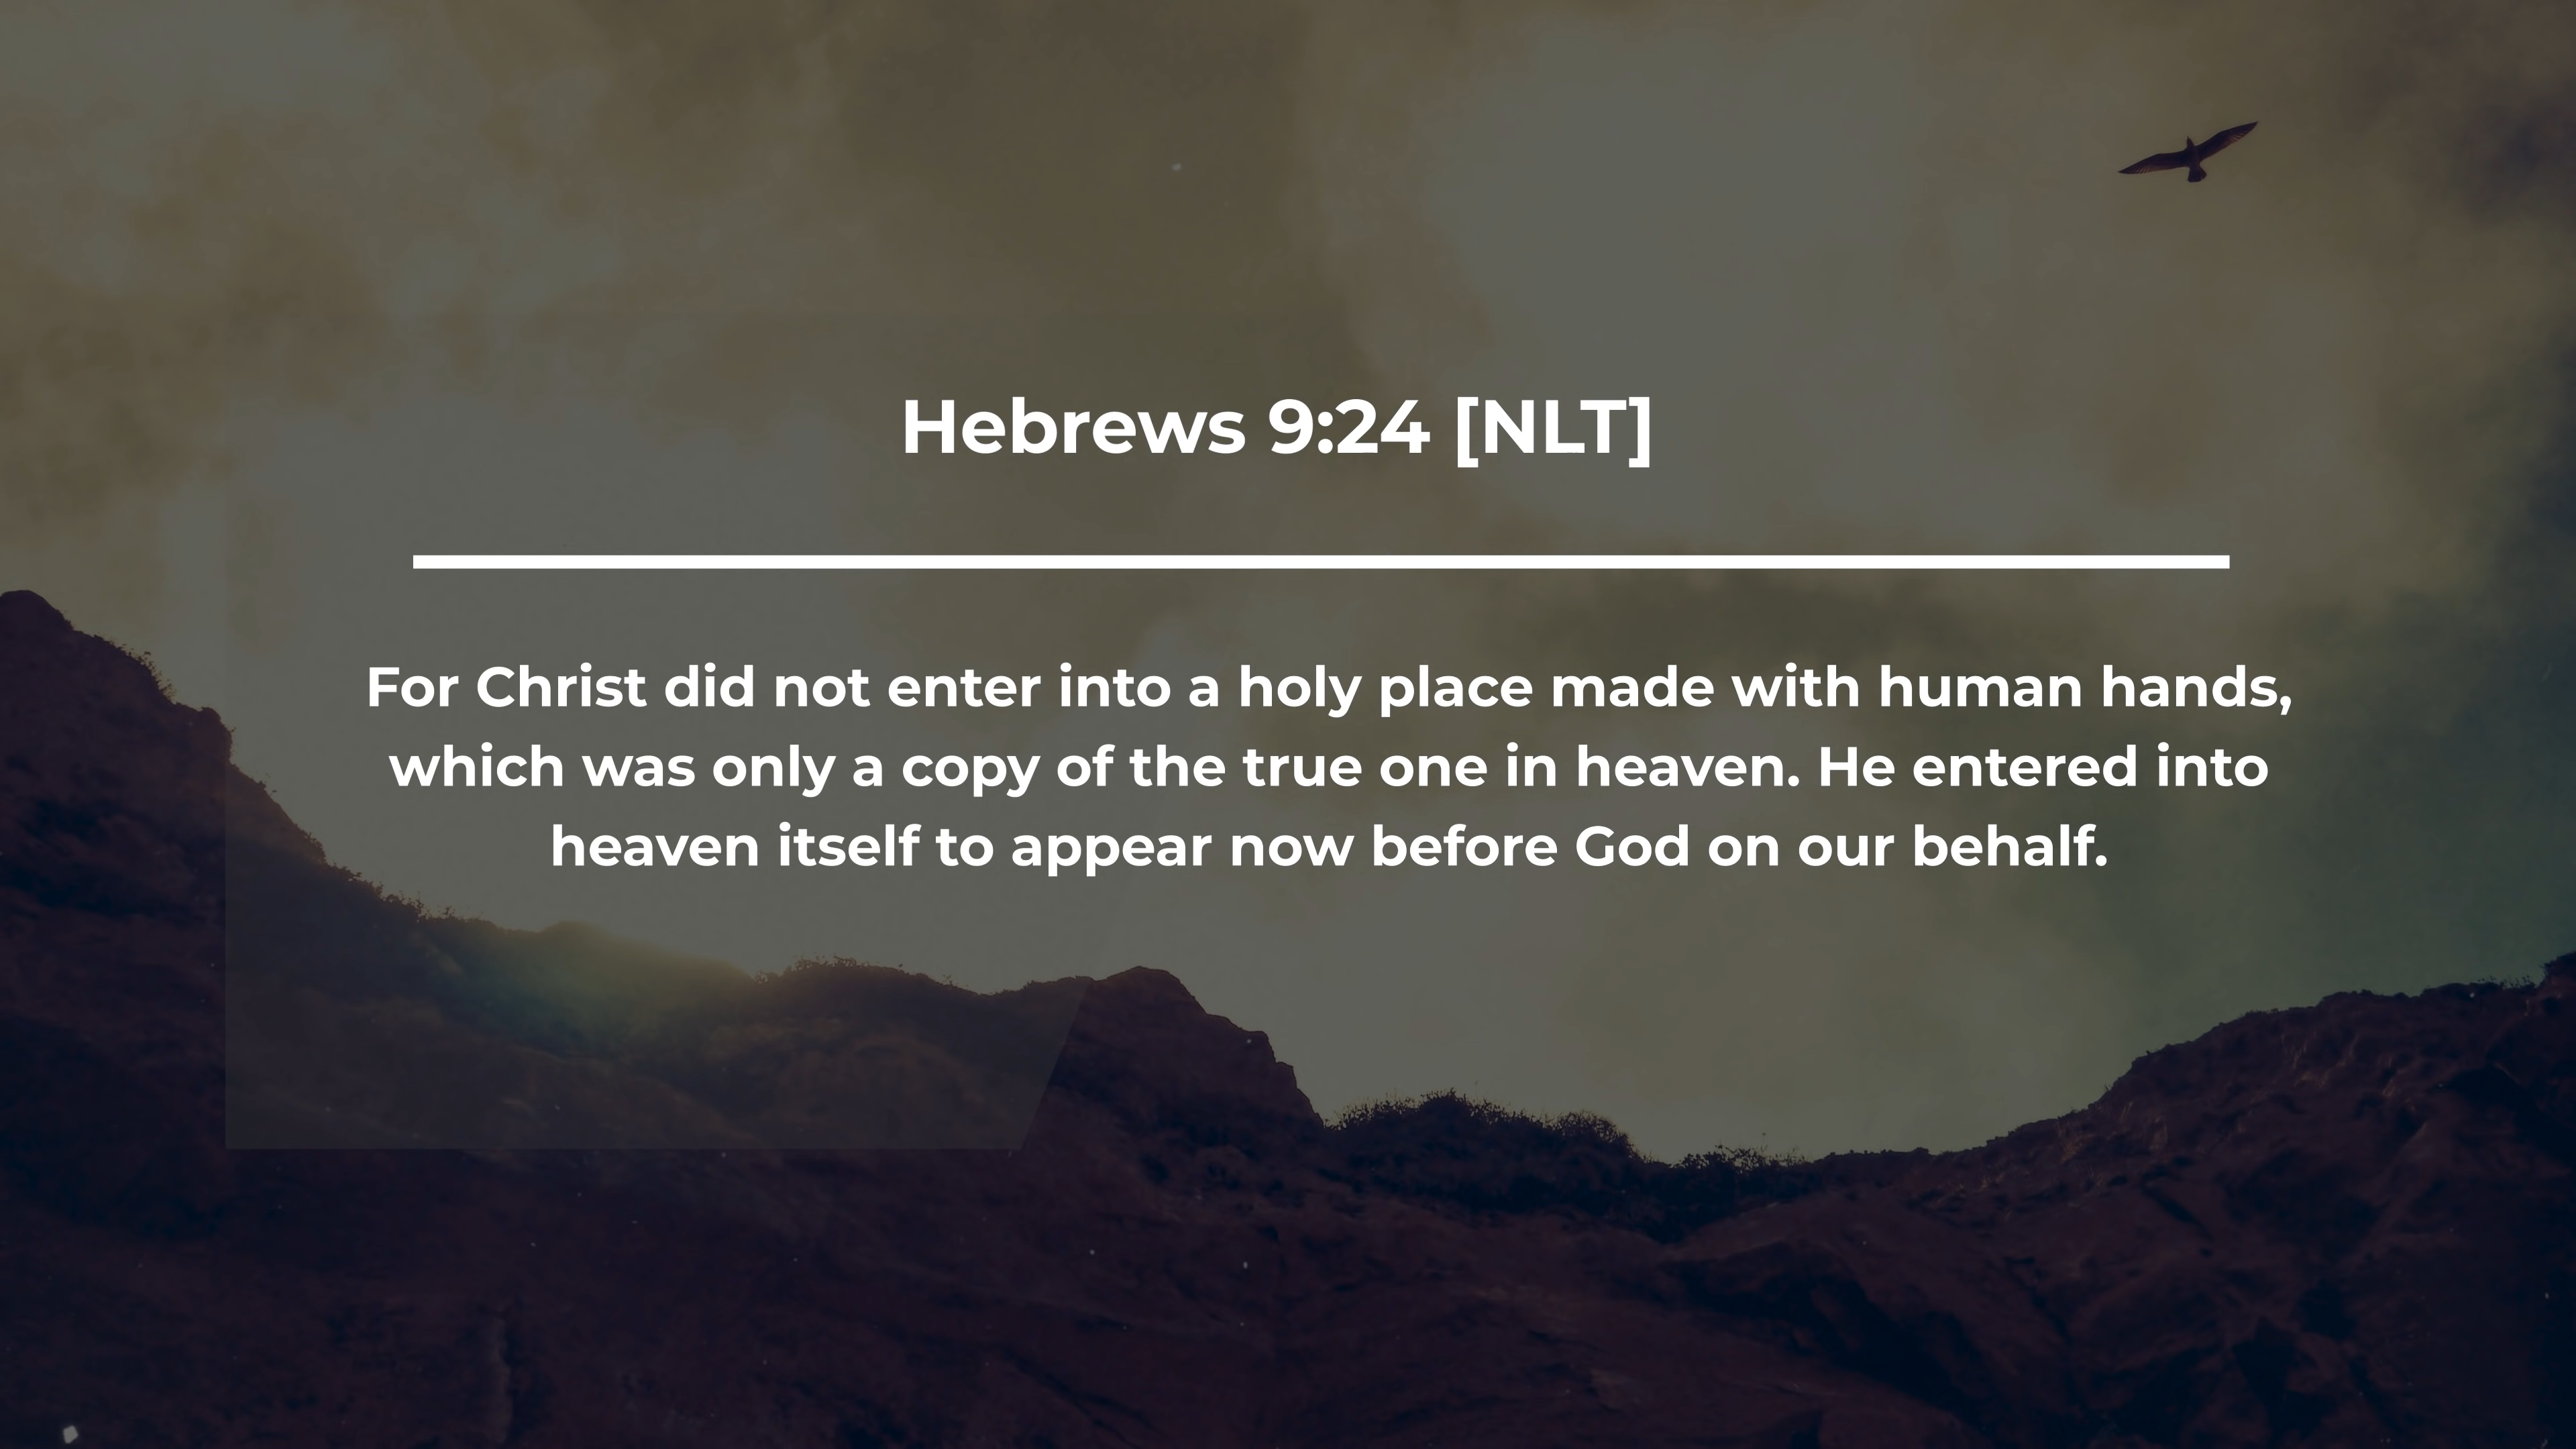 Hebrews 9:24 [NLT]
For Christ did not enter into a holy place made with human hands,
which was only a copy of the true one in heaven. He entered into
heaven itself to appear now before God on our behalf.